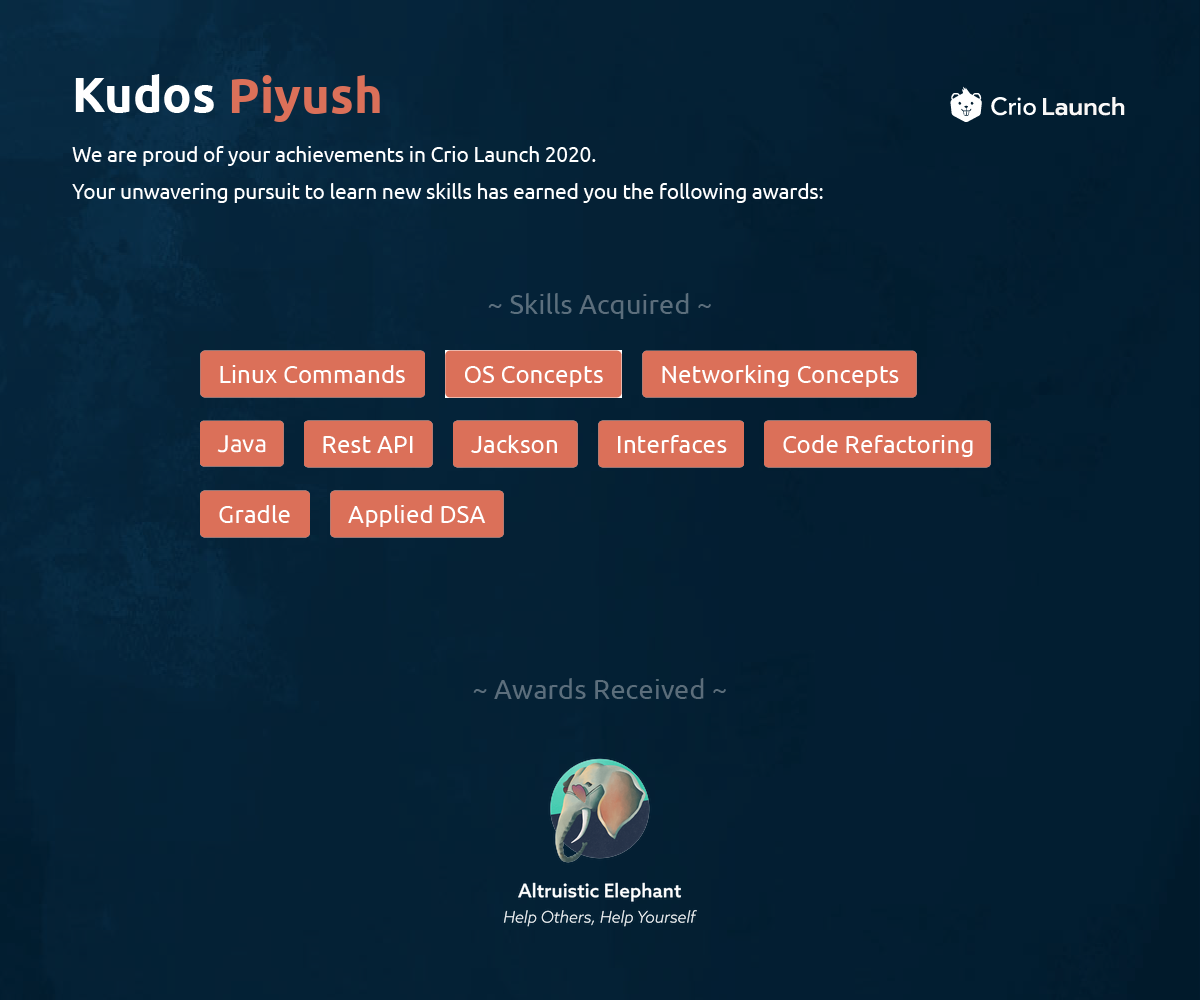 Kudos Piyush
Crio Launch
We are proud of your achievements in Crio Launch 2020.
Your unwavering pursuit to learn new skills has earned you the following awards:
~ Skills Acquired ~
Linux Commands OS Concepts Networking Concepts
Java Rest API Jackson Interfaces Code Refactoring
Gradle Applied DSA
~ Awards Received ~
Altruistic Elephant
Help Others, Help Yourself